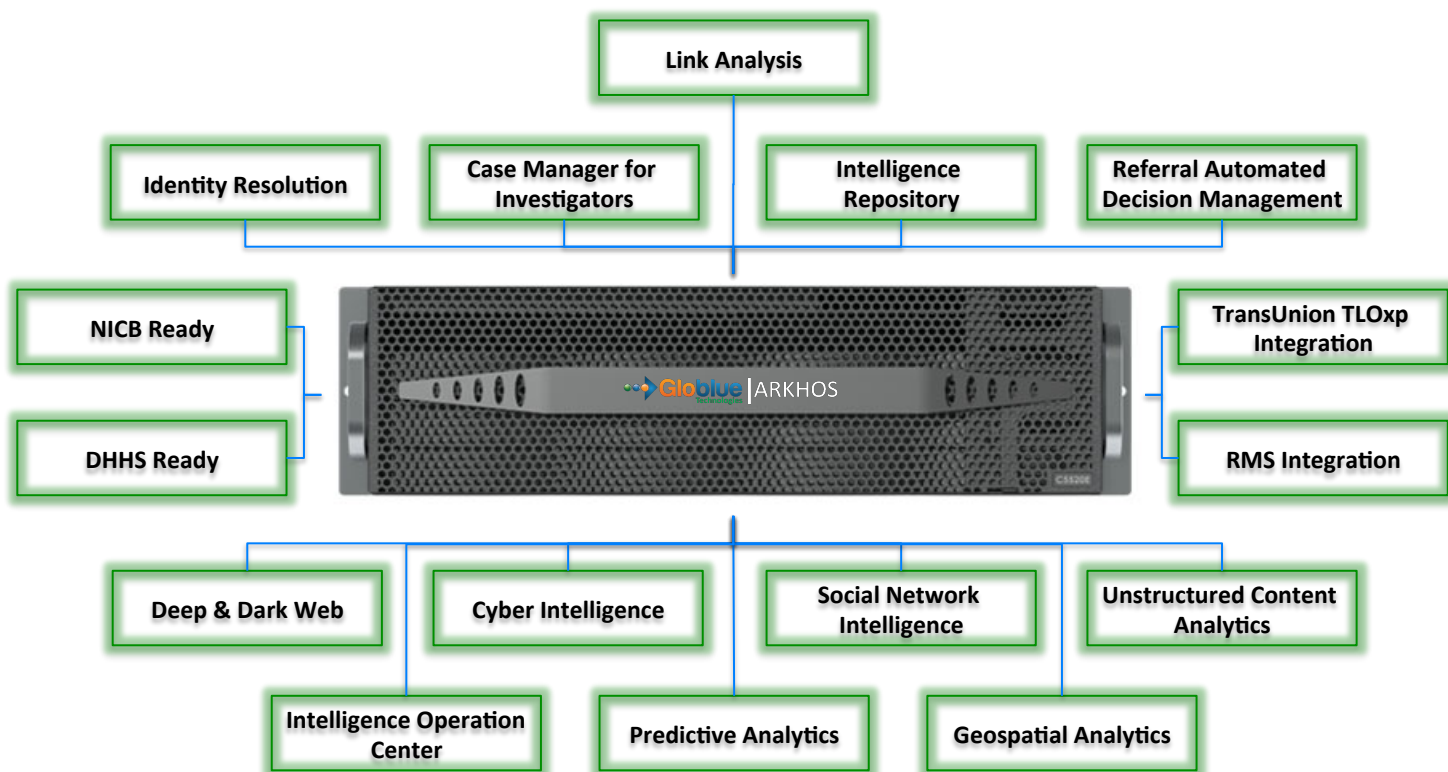 Link Analysis
Identity Resolution
Case Manager for
Investigators
Intelligence
Repository
Referral Automated
Decision Management
NICB Ready
TransUnion TLOxp
Integration
Globlue | ARKHOS
Technologies
DHHS Ready
RMS Integration
CS520E
Deep & Dark Web
Cyber Intelligence
Social Network
Intelligence
Unstructured Content
Analytics
Intelligence Operation
Center
Predictive Analytics
Geospatial Analytics